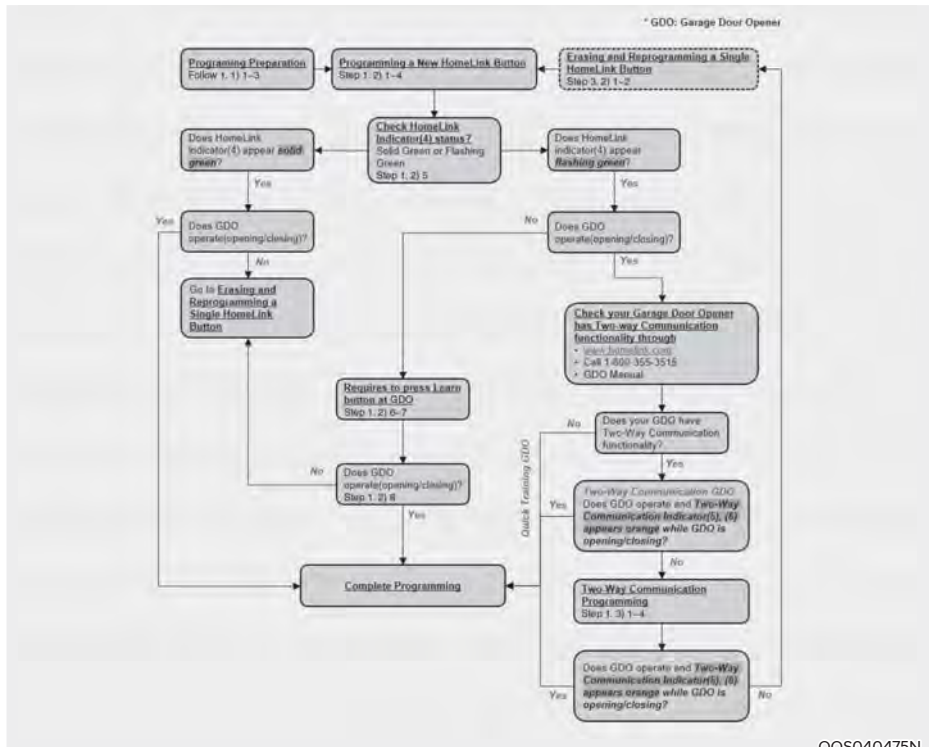 * GDO: Garage Door Opener
Programing Preparation
Follow 1. 1) 1~3
Programming a New HomeLink Button
Step 1. 2) 1~4
Erasing and Reprogramming a Single
HomeLink Button
Step 3. 2) 1~2
Check HomeLink
Indicator(4) status?
Solid Green or Flashing
Green
Step 1. 2) 5
Does HomeLink
indicator(4) appear solid
green?
Does HomeLink
indicator(4) appear
flashing green?
Yes
Yes
Yes
Does GDO
operate(opening/closing)?
No
Does GDO
operate(opening/closing)?
No
Yes
Go to Erasing and
Reprogramming a
Single HomeLink
Button
Check your Garage Door Opener
has Two-way Communication
functionality through
• www.homelink.com
• Call 1-800 355-3515
• GDO Manual
Requires to press Learn
button at GDO
Step 1. 2) 6~7
No
Does your GDO have
Two-Way Communication
functionality?
Quick Training GDO
Yes
No
Does GDO
operate(opening/closing)?
Step 1. 2) 8
Yes
Yes
Two-Way Communication GDO
Does GDO operate and Two-Way
Communication Indicator(5), (6)
appears orange while GDO is
opening/closing?
No
Complete Programming
Two Way Communication
Programming
Step 1. 3) 1~4
Yes
Does GDO operate and Two-Way
Communication Indicator(5), (6)
appears orange while GDO is
opening/closing?
No
OOS040475N